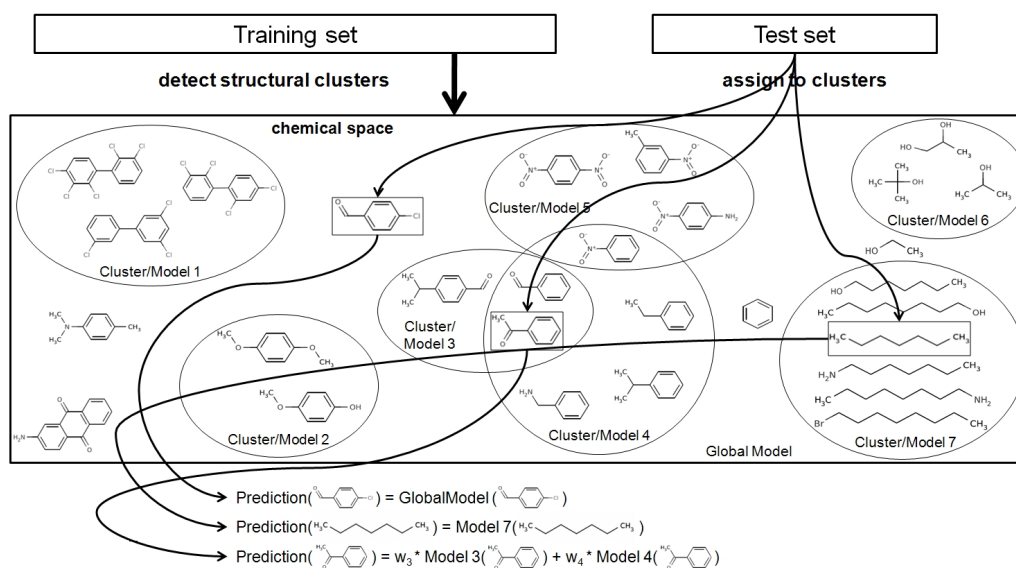 Training set
Test set
detect structural clusters
assign to clusters
chemical space
Cluster/Model 1
Cluster/Model 5
Cluster/Model 6
Cluster/
Model 3
Cluster/Model 2
Cluster/Model 4
Cluster/Model 7
Global Model
Prediction( ) = GlobalModel ( )
Prediction( ) = Model 7( )
Prediction( ) = w₃ * Model 3( ) + w₄ * Model 4( )